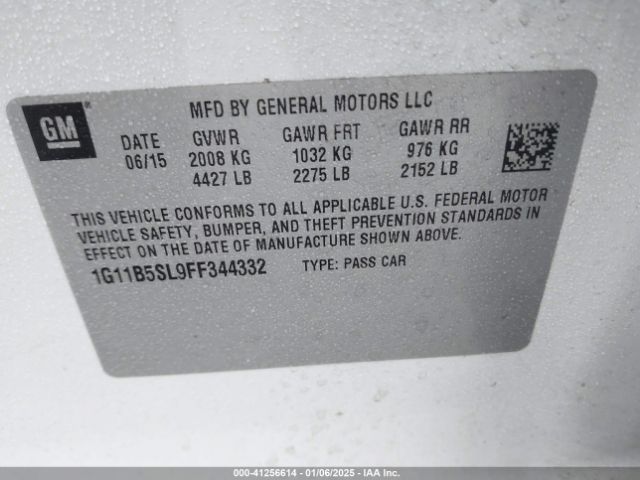 GM
MFD BY GENERAL MOTORS LLC
DATE GVWR GAWR FRT GAWR RR
06/15 2008 KG 1032 KG 976 KG
4427 LB 2275 LB 2152 LB
THIS VEHICLE CONFORMS TO ALL APPLICABLE U.S. FEDERAL MOTOR
VEHICLE SAFETY, BUMPER, AND THEFT PREVENTION STANDARDS IN
EFFECT ON THE DATE OF MANUFACTURE SHOWN ABOVE.
1G11B5SL9FF344332 TYPE: PASS CAR
000-41256614 - 01/06/2025 - IAA Inc.